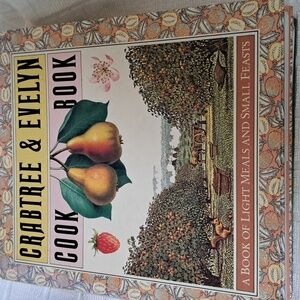 CRABTREE & EVELYN
COOK BOOK
A BOOK OF LIGHT MEALS AND SMALL FEASTS